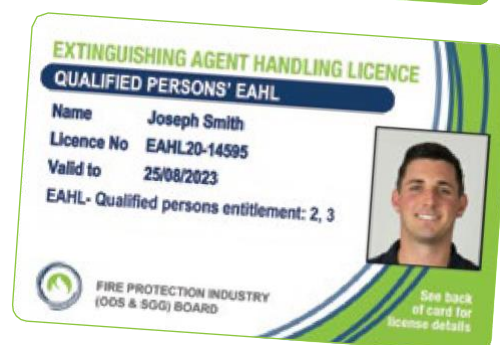 EXTINGUISHING AGENT HANDLING LICENCE
QUALIFIED PERSONS' EAHL
Name Joseph Smith
Licence No EAHL20-14595
Valid to 25/08/2023
EAHL- Qualified persons entitlement: 2, 3
FIRE PROTECTION INDUSTRY
(ODS & SGG) BOARD
See back
of card for
license details